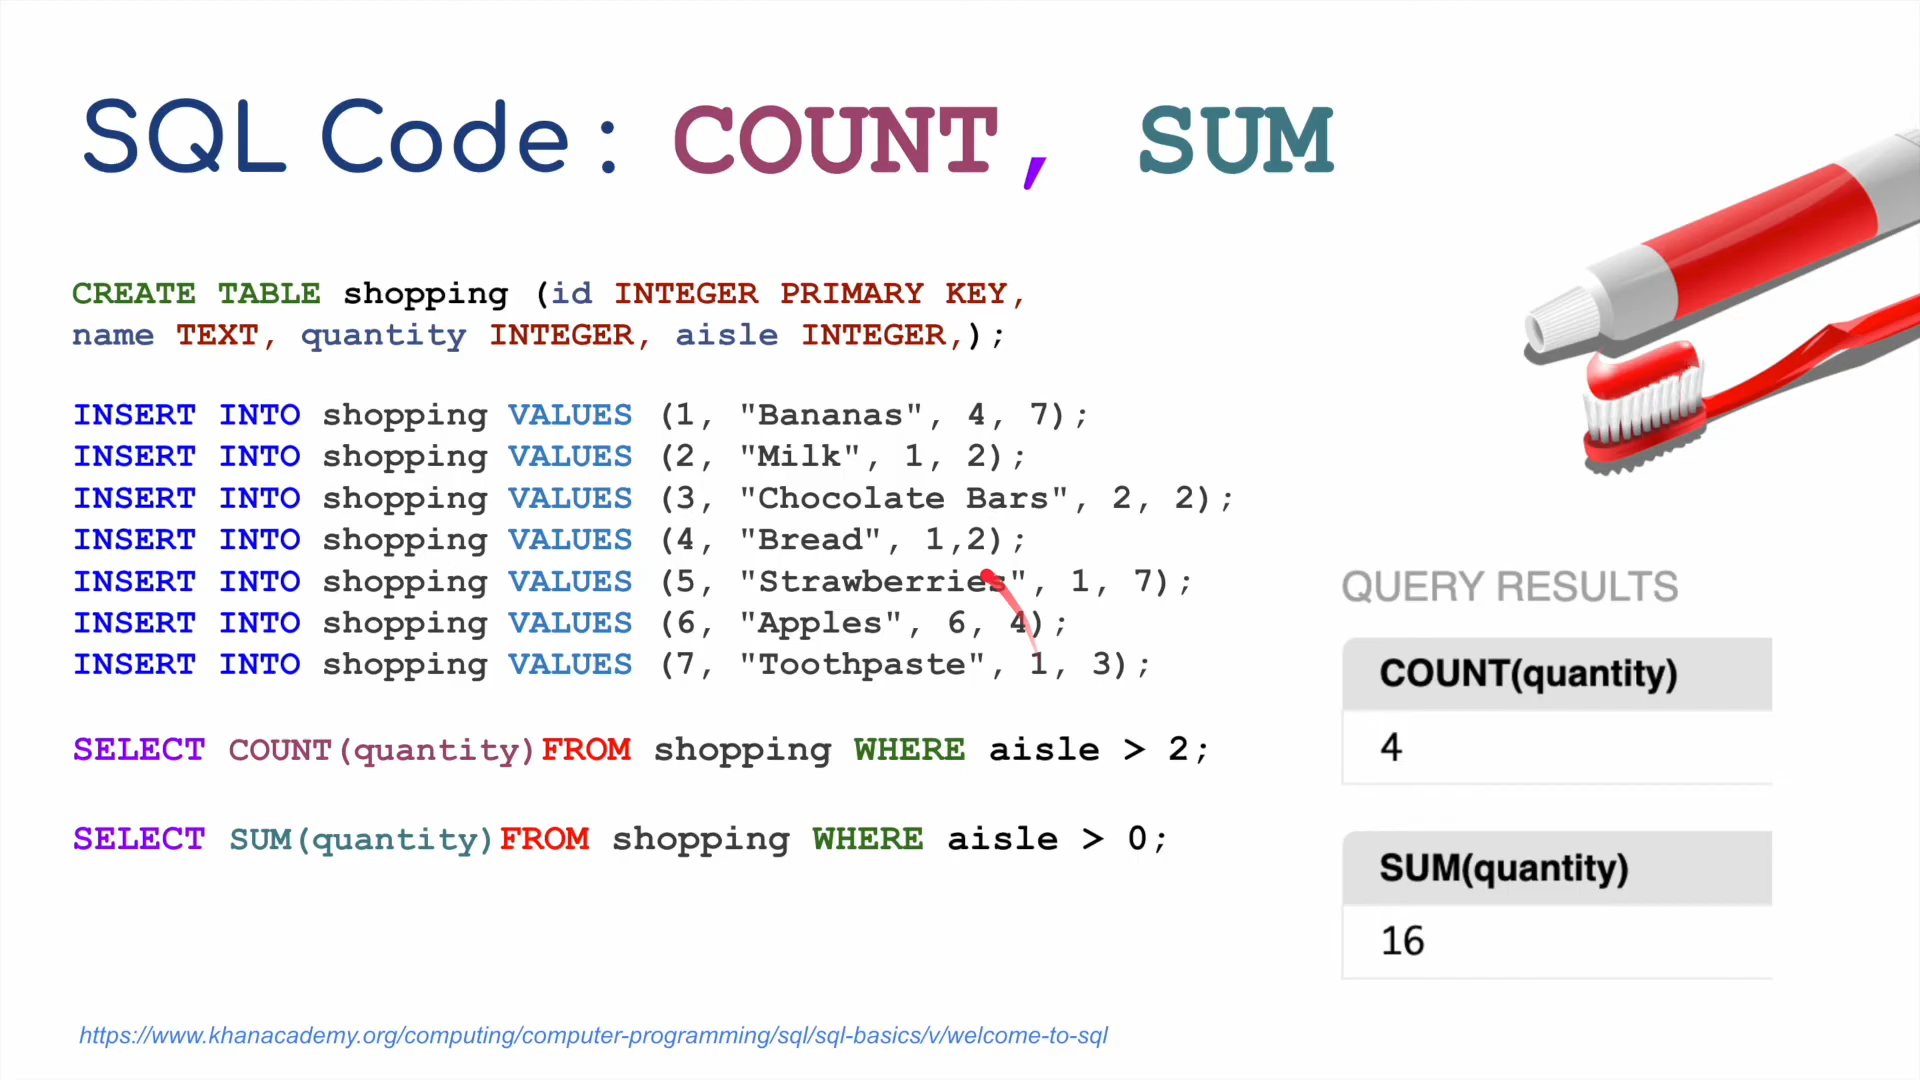 SQL Code: COUNT, SUM
CREATE TABLE shopping (id INTEGER PRIMARY KEY,
name TEXT, quantity INTEGER, aisle INTEGER,);
INSERT INTO shopping VALUES (1, "Bananas", 4, 7);
INSERT INTO shopping VALUES (2, "Milk", 1, 2);
INSERT INTO shopping VALUES (3, "Chocolate Bars", 2, 2);
INSERT INTO shopping VALUES (4, "Bread", 1,2);
INSERT INTO shopping VALUES (5, "Strawberries", 1, 7);
INSERT INTO shopping VALUES (6, "Apples", 6, 4);
INSERT INTO shopping VALUES (7, "Toothpaste", 1, 3);
SELECT COUNT(quantity)FROM shopping WHERE aisle > 2;
SELECT SUM(quantity)FROM shopping WHERE aisle > 0;
QUERY RESULTS
COUNT(quantity)
4
SUM(quantity)
16
https://www.khanacademy.org/computing/computer-programming/sql/sql-basics/v/welcome-to-sql